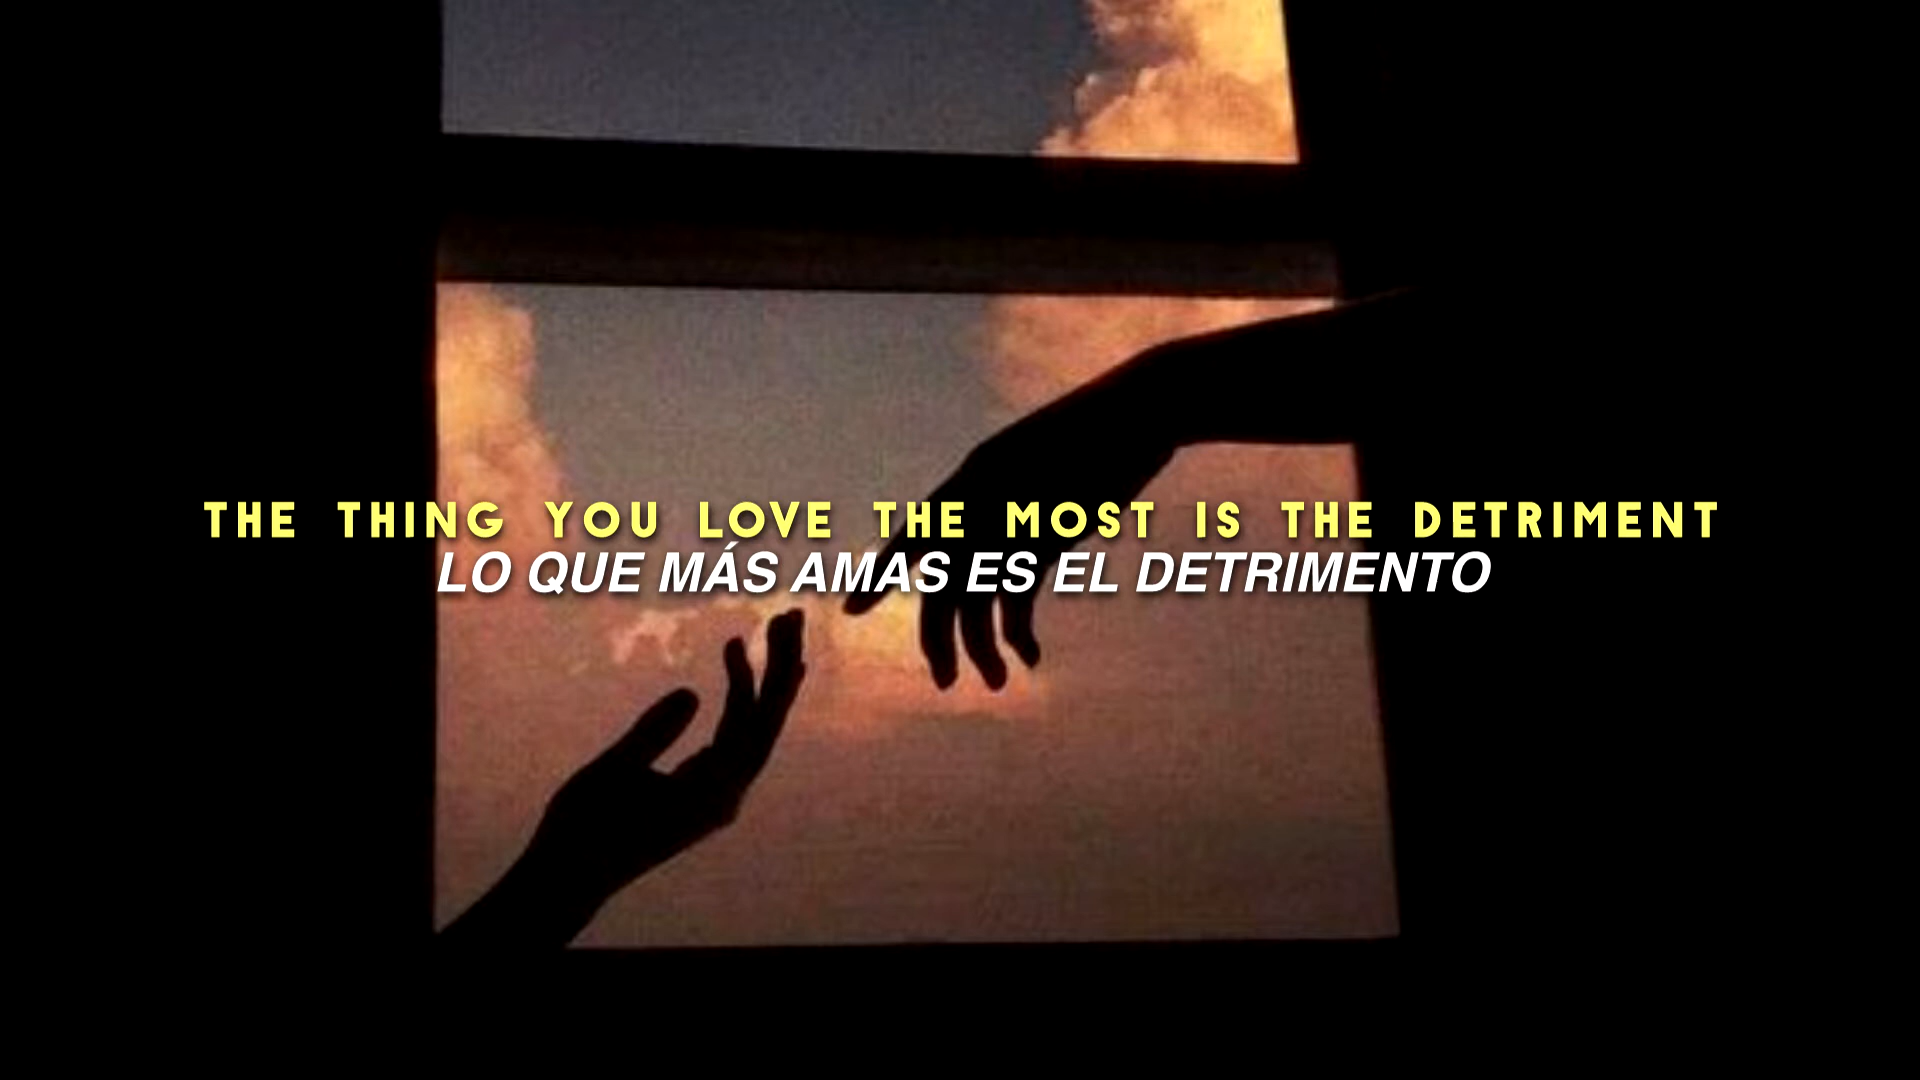 THE THING YOU LOVE THE MOST IS THE DETRIMENT
LO QUE MÁS AMAS ES EL DETRIMENTO